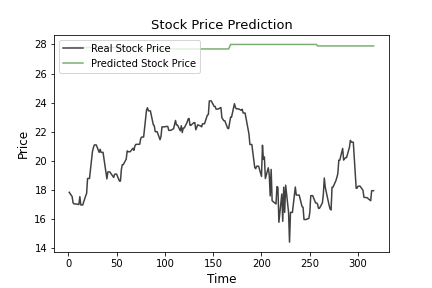 Stock Price Prediction
Real Stock Price
Predicted Stock Price
Price
28
26
24
22
20
18
16
14
0 50 100 150 200 250 300
Time